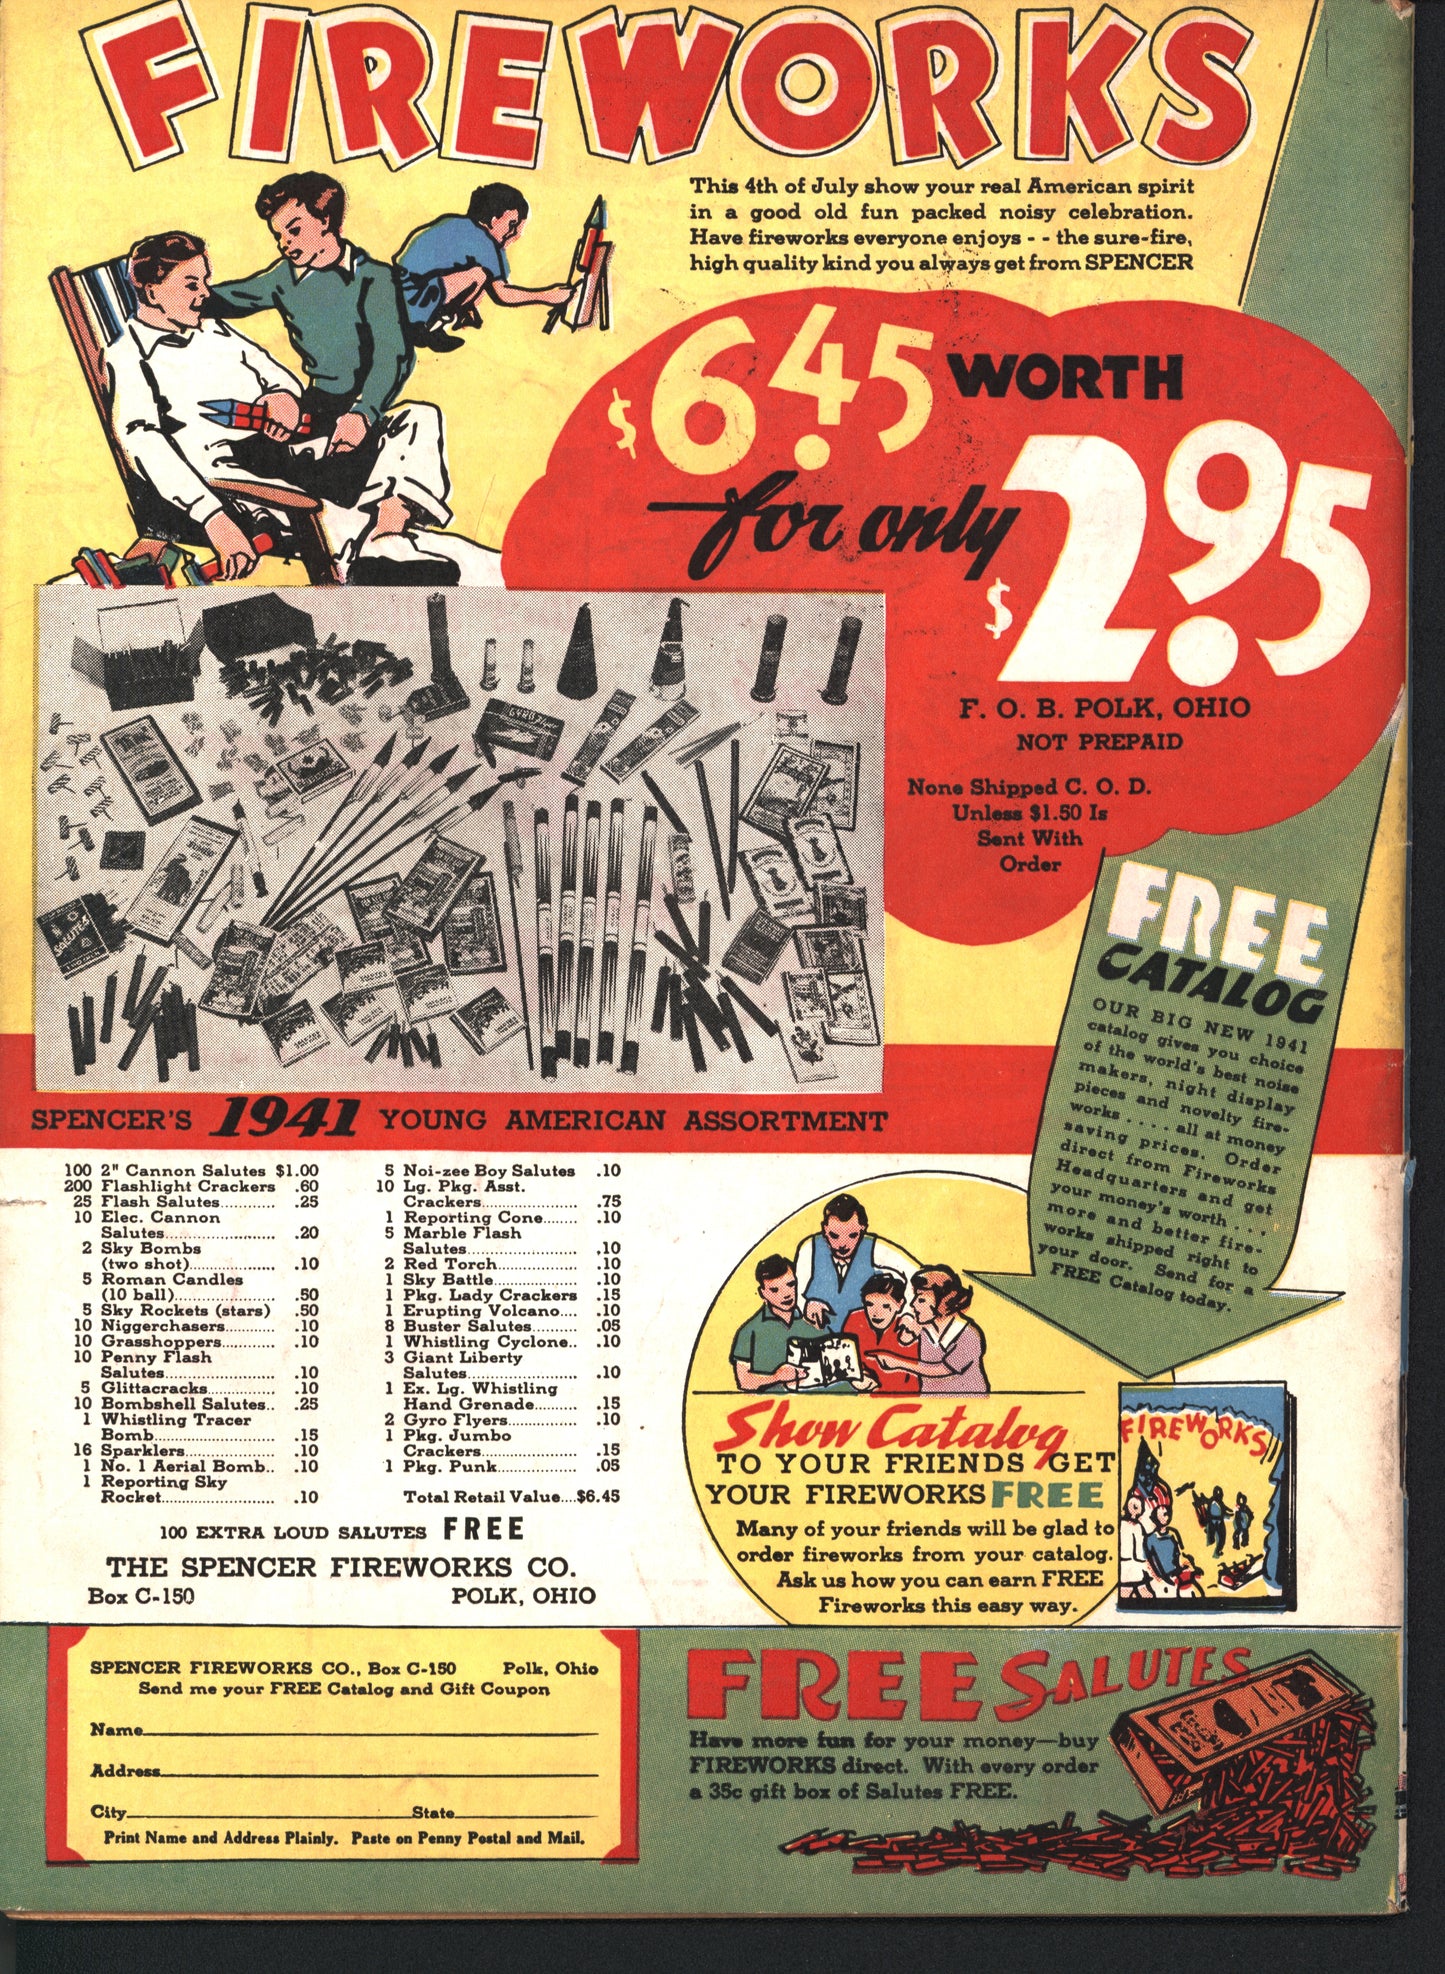 FIREWORKS
This 4th of July show your real American spirit
in a good old fun packed noisy celebration.
Have fireworks everyone enjoys - - the sure-fire,
high quality kind you always get from SPENCER
$6.45 WORTH
for only
$2.95
F. O. B. POLK, OHIO
NOT PREPAID
None Shipped C. O. D.
Unless $1.50 Is
Sent With
Order
FREE
CATALOG
OUR BIG NEW 1941
catalog gives you choice
of the world's best noise
makers, night display
pieces and novelty fire-
works . . . . all at money
saving prices. Order
direct from Fireworks
Headquarters and get
your money's worth . . .
more and better fire-
works shipped right to
your door. Send for a
FREE Catalog today.
SALUTES
SPENCER'S 1941 YOUNG AMERICAN ASSORTMENT
100 2" Cannon Salutes $1.00
200 Flashlight Crackers .60
25 Flash Salutes............ .25
10 Elec. Cannon
Salutes........................ .20
2 Sky Bombs
(two shot)................... .10
5 Roman Candles
(10 ball)....................... .50
5 Sky Rockets (stars) .50
10 Niggerchasers........... .10
10 Grasshoppers............ .10
10 Penny Flash
Salutes........................ .10
5 Glittacracks............... .10
10 Bombshell Salutes.. .25
1 Whistling Tracer
Bomb........................... .15
16 Sparklers.................... .10
1 No. 1 Aerial Bomb.. .10
1 Reporting Sky
Rocket......................... .10
5 Noi-zee Boy Salutes .10
10 Lg. Pkg. Asst.
Crackers..................... .75
1 Reporting Cone........ .10
5 Marble Flash
Salutes........................ .10
2 Red Torch.................. .10
1 Sky Battle................... .10
1 Pkg. Lady Crackers .15
1 Erupting Volcano.... .10
8 Buster Salutes.......... .05
1 Whistling Cyclone.. .10
3 Giant Liberty
Salutes........................ .10
1 Ex. Lg. Whistling
Hand Grenade......... .15
2 Gyro Flyers............... .10
1 Pkg. Jumbo
Crackers..................... .15
1 Pkg. Punk................. .05
Total Retail Value....$6.45
100 EXTRA LOUD SALUTES FREE
THE SPENCER FIREWORKS CO.
Box C-150 POLK, OHIO
Show Catalog
TO YOUR FRIENDS GET
YOUR FIREWORKS FREE
Many of your friends will be glad to
order fireworks from your catalog.
Ask us how you can earn FREE
Fireworks this easy way.
FIREWORKS
SPENCER FIREWORKS CO., Box C-150 Polk, Ohio
Send me your FREE Catalog and Gift Coupon
Name
Address
City State
Print Name and Address Plainly. Paste on Penny Postal and Mail.
FREE SALUTES
Have more fun for your money—buy
FIREWORKS direct. With every order
a 35c gift box of Salutes FREE.